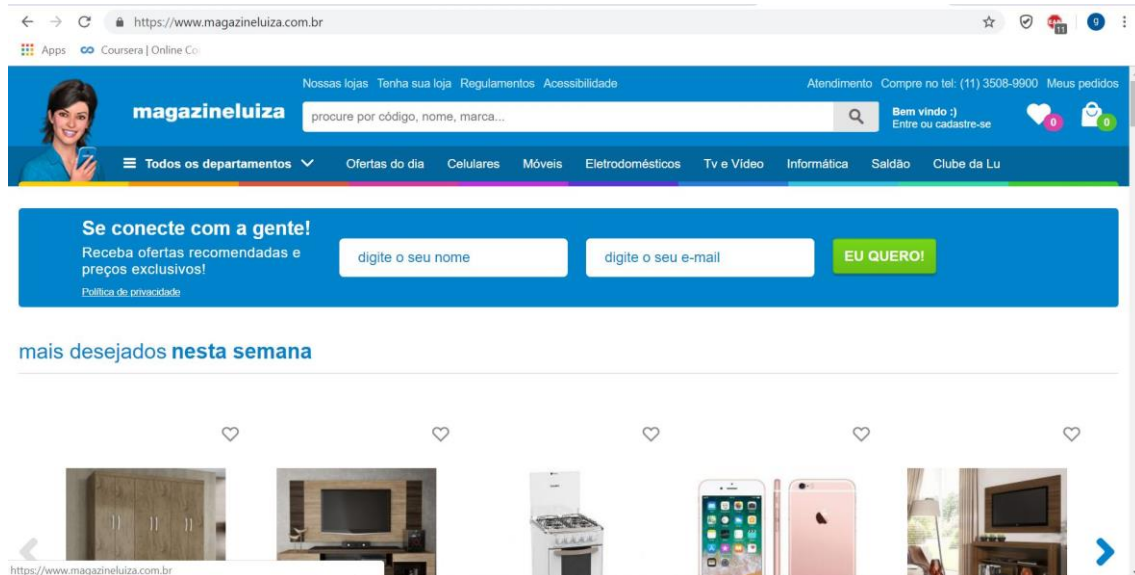 https://www.magazineluiza.com.br
Apps Coursera | Online Co
Nossas lojas Tenha sua loja Regulamentos Acessibilidade Atendimento Compre no tel: (11) 3508-9900 Meus pedidos
magazineluiza procure por código, nome, marca... Bem vindo :)
Entre ou cadastre-se 0 0
Todos os departamentos Ofertas do dia Celulares Móveis Eletrodomésticos Tv e Vídeo Informática Saldão Clube da Lu
Se conecte com a gente!
Receba ofertas recomendadas e
preços exclusivos!
Política de privacidade
digite o seu nome digite o seu e-mail EU QUERO!
mais desejados nesta semana
https://www.magazineluiza.com.br